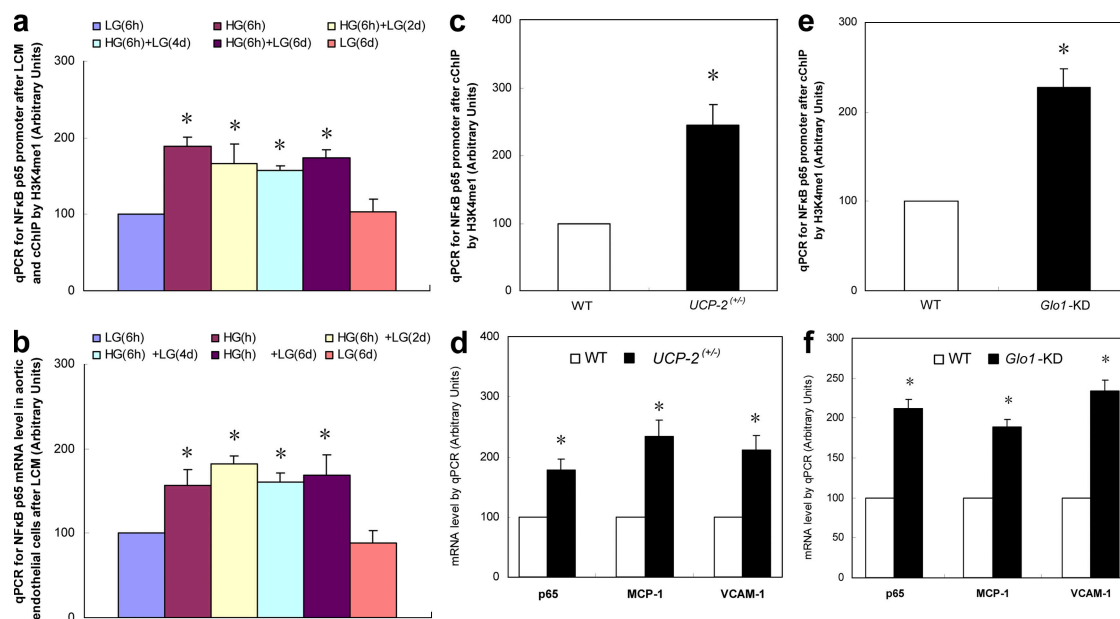 a
LG(6h) HG(6h) HG(6h)+LG(2d)
HG(6h)+LG(4d) HG(6h)+LG(6d) LG(6d)
qPCR for NFκB p65 promoter after LCM
and cChIP by H3K4me1 (Arbitrary Units)
300
200
100
0
* * * *
b
LG(6h) HG(h) HG(6h) +LG(2d)
HG(6h) +LG(4d) HG(h) +LG(6d) LG(6d)
qPCR for NFκB p65 mRNA level in aortic
endothelial cells after LCM (Arbitrary Units)
300
200
100
0
* * * *
c
qPCR for NFκB p65 promoter after cChIP
by H3K4me1 (Arbitrary Units)
400
300
200
100
0
*
WT UCP-2 (+/-)
d
WT UCP-2 (+/-)
mRNA level by qPCR (Arbitrary Units)
400
300
200
100
0
* * *
p65 MCP-1 VCAM-1
e
qPCR for NFκB p65 promoter after cChIP
by H3K4me1 (Arbitrary Units)
300
200
100
0
*
WT Glo1-KD
f
WT Glo1-KD
mRNA level by qPCR (Arbitrary Units)
300
250
200
150
100
50
0
* * *
p65 MCP-1 VCAM-1